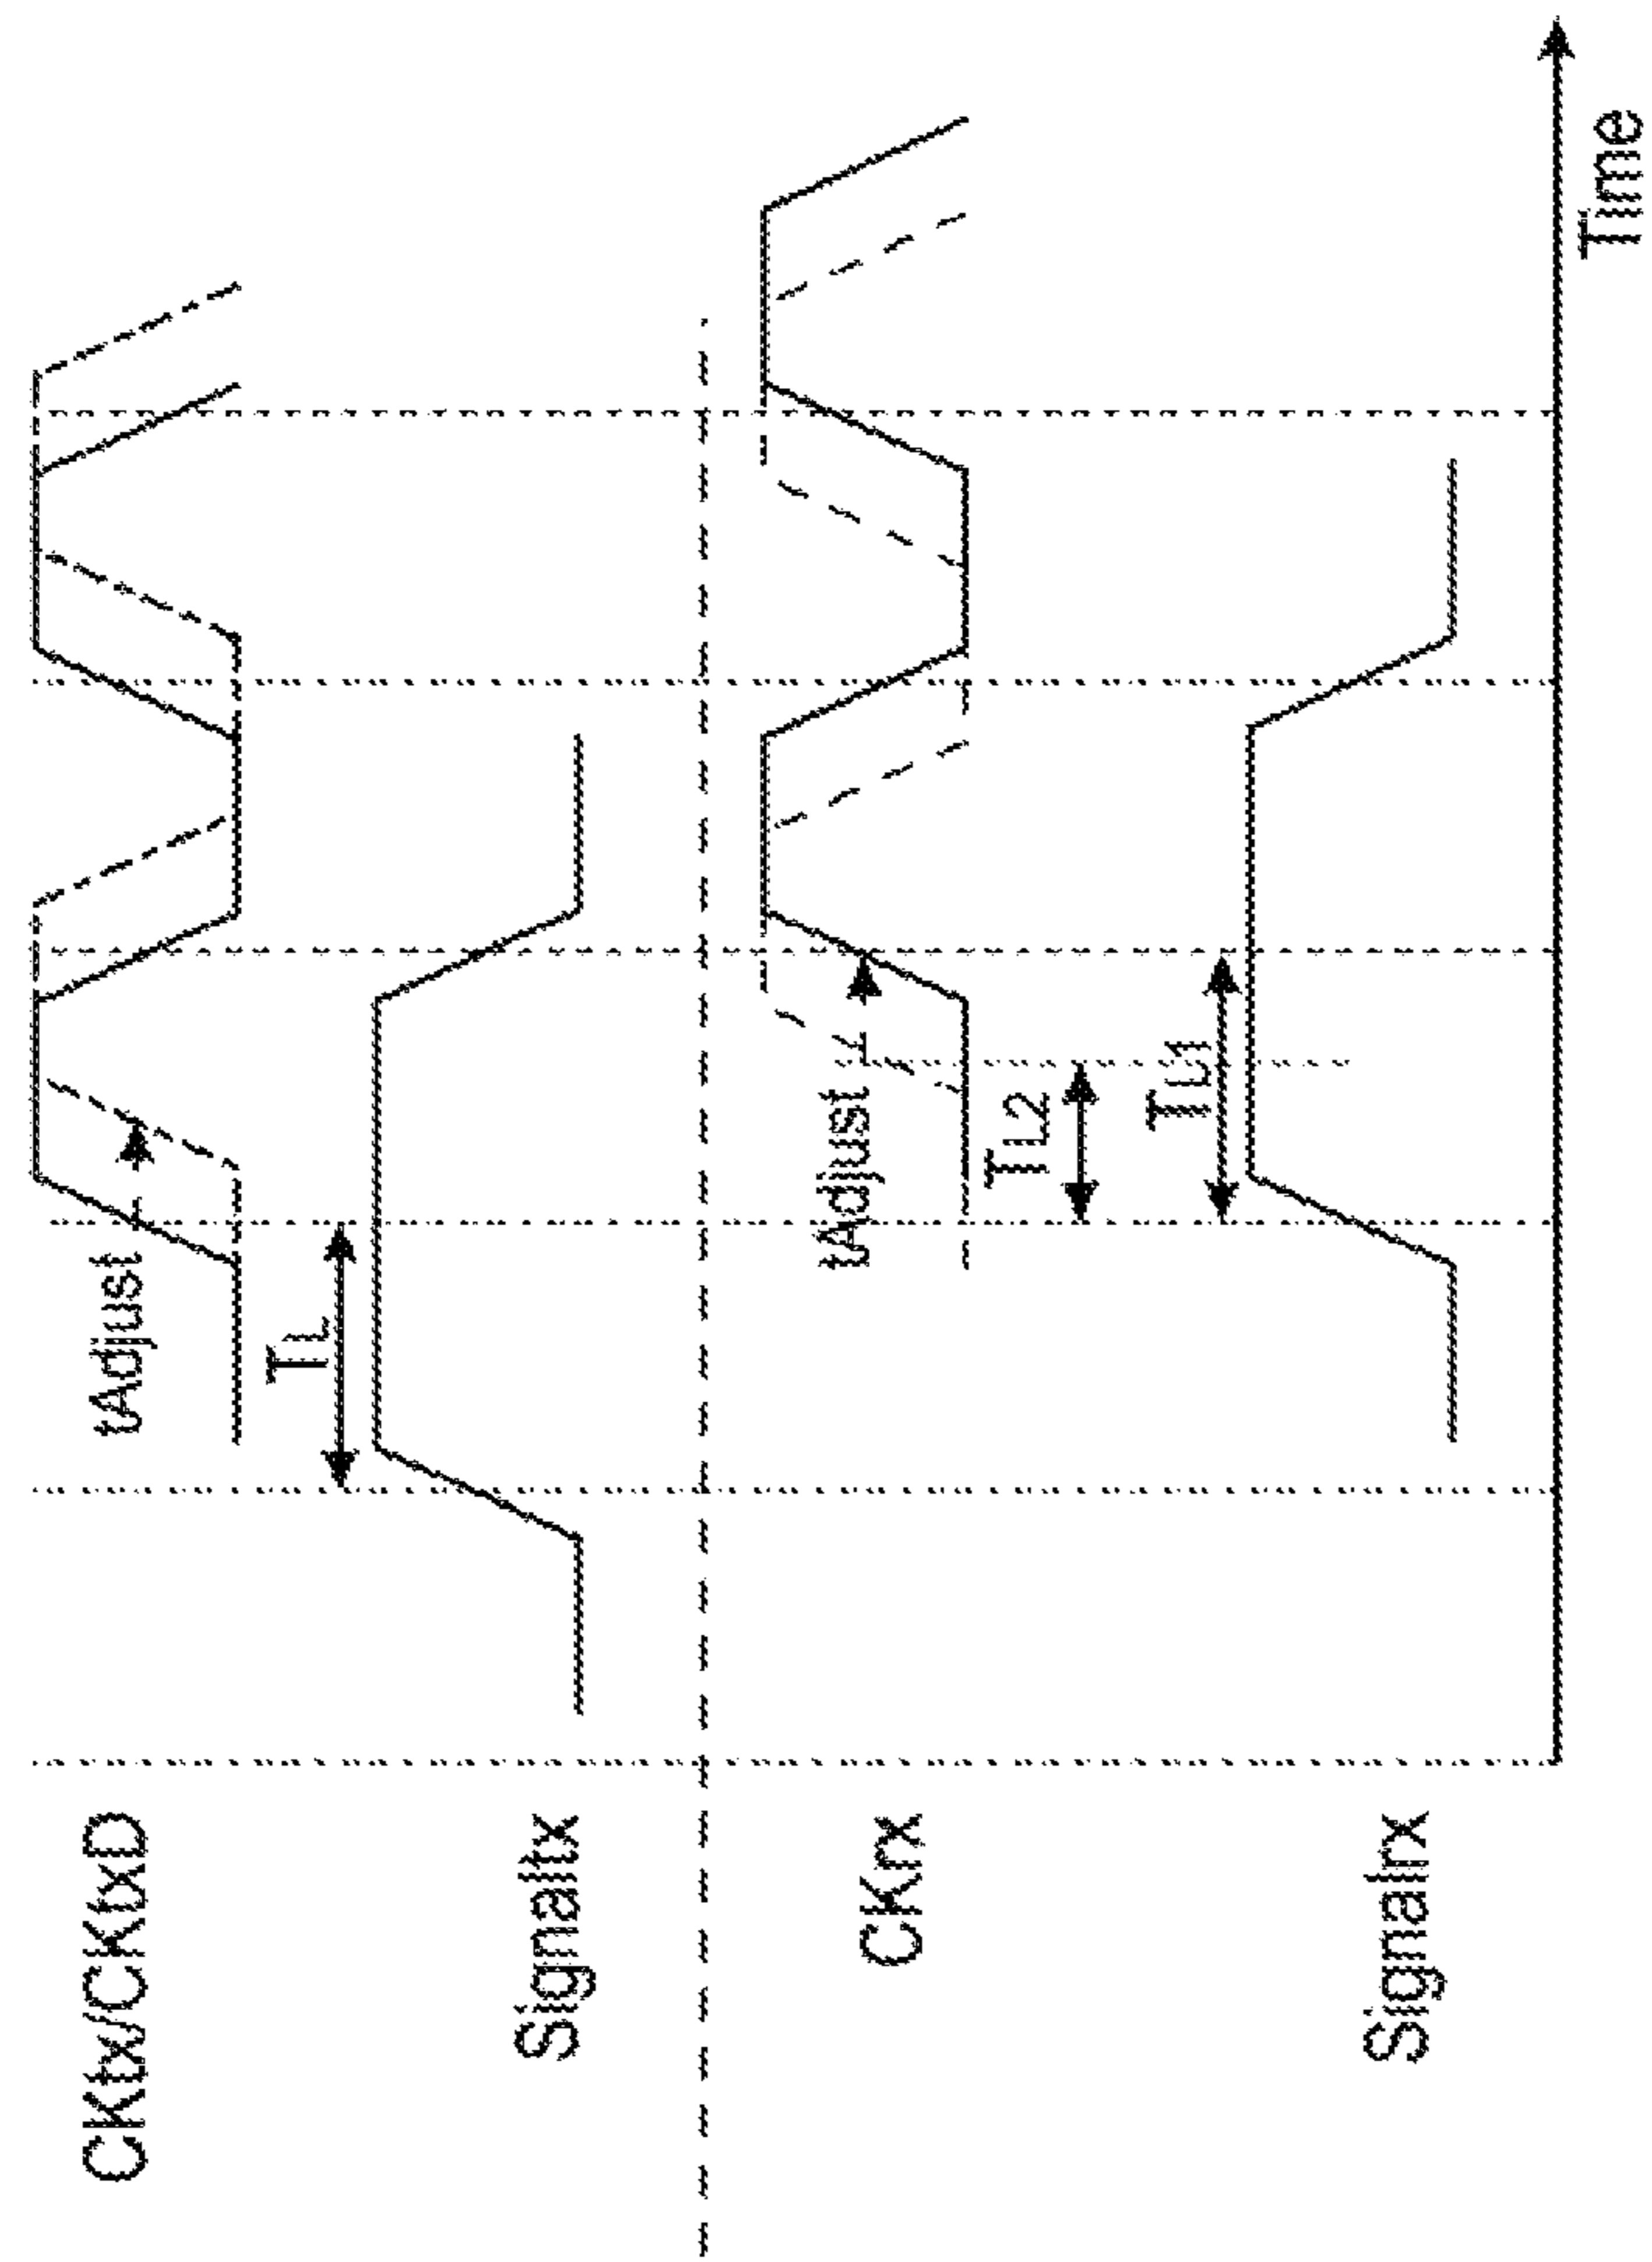 CKtx/CKtxD
tAdjust
TL
Signaltx
CKrx
tAdjust
TL2
TL1
Signalrx
Time